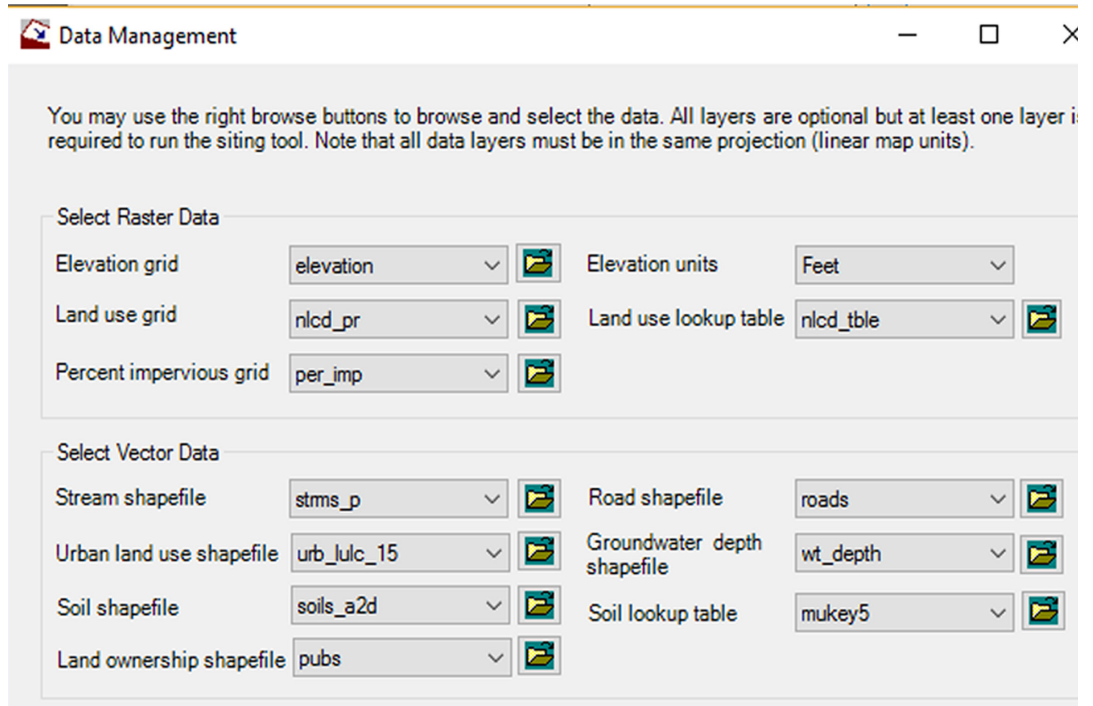 Data Management
You may use the right browse buttons to browse and select the data. All layers are optional but at least one layer i
required to run the siting tool. Note that all data layers must be in the same projection (linear map units).
Select Raster Data
Elevation grid elevation Elevation units Feet
Land use grid nlcd_pr Land use lookup table nlcd_tble
Percent impervious grid per_imp
Select Vector Data
Stream shapefile strms_p Road shapefile roads
Urban land use shapefile urb_lulc_15 Groundwater depth
shapefile wt_depth
Soil shapefile soils_a2d Soil lookup table mukey5
Land ownership shapefile pubs